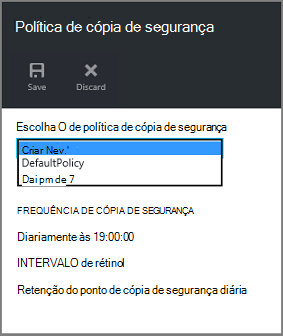 Política de cópia de segurança
Save
Discard
Escolha O de política de cópia de segurança
Criar Nev.'
DefaultPolicy
Dai pm de 7
FREQUÊNCIA DE CÓPIA DE SEGURANÇA
Diariamente às 19:00:00
INTERVALO de rétinol
Retenção do ponto de cópia de segurança diária